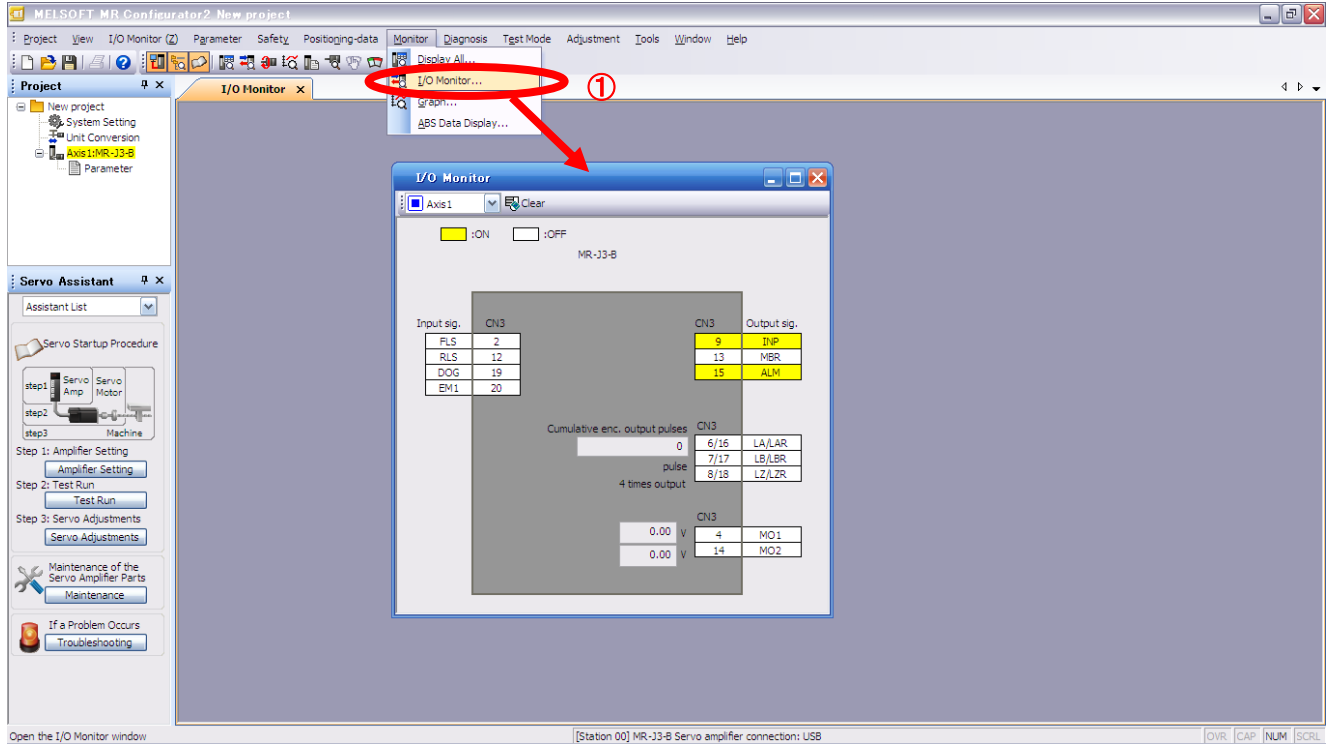 MELSOFT MR Configurator2 New project
Project View I/O Monitor (Z) Parameter Safety Positioning-data Monitor Diagnosis Test Mode Adjustment Tools Window Help
Display All...
I/O Monitor...
①
Graph...
ABS Data Display...
Project
I/O Monitor
New project
System Setting
Unit Conversion
Axis1:MR-J3-B
Parameter
Servo Assistant
Assistant List
Servo Startup Procedure
step1 Servo Amp Servo Motor
step2
step3 Machine
Step 1: Amplifier Setting
Amplifier Setting
Step 2: Test Run
Test Run
Step 3: Servo Adjustments
Servo Adjustments
Maintenance of the
Servo Amplifier Parts
Maintenance
If a Problem Occurs
Troubleshooting
I/O Monitor
Axis1 Clear
:ON :OFF
MR-J3-B
Input sig. CN3 CN3 Output sig.
FLS 2 9 INP
RLS 12 13 MBR
DOG 19 15 ALM
EM1 20
Cumulative enc. output pulses CN3
0 6/16 LA/LAR
7/17 LB/LBR
pulse 8/18 LZ/LZR
4 times output
CN3
0.00 V 4 MO1
0.00 V 14 MO2
Open the I/O Monitor window [Station 00] MR-J3-B Servo amplifier connection: USB OVR CAP NUM SCRL